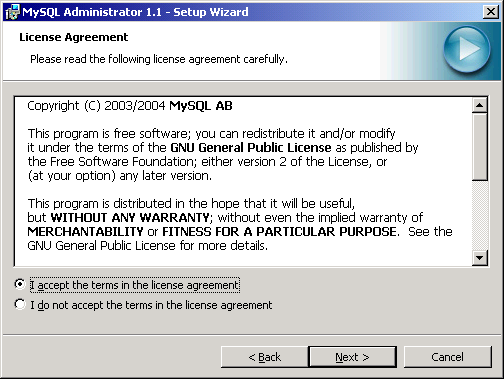 MySQL Administrator 1.1 - Setup Wizard
License Agreement
Please read the following license agreement carefully.
Copyright (C) 2003/2004 MySQL AB
This program is free software; you can redistribute it and/or modify
it under the terms of the GNU General Public License as published by
the Free Software Foundation; either version 2 of the License, or
(at your option) any later version.
This program is distributed in the hope that it will be useful,
but WITHOUT ANY WARRANTY; without even the implied warranty of
MERCHANTABILITY or FITNESS FOR A PARTICULAR PURPOSE. See the
GNU General Public License for more details.
I accept the terms in the license agreement
I do not accept the terms in the license agreement
< Back
Next >
Cancel